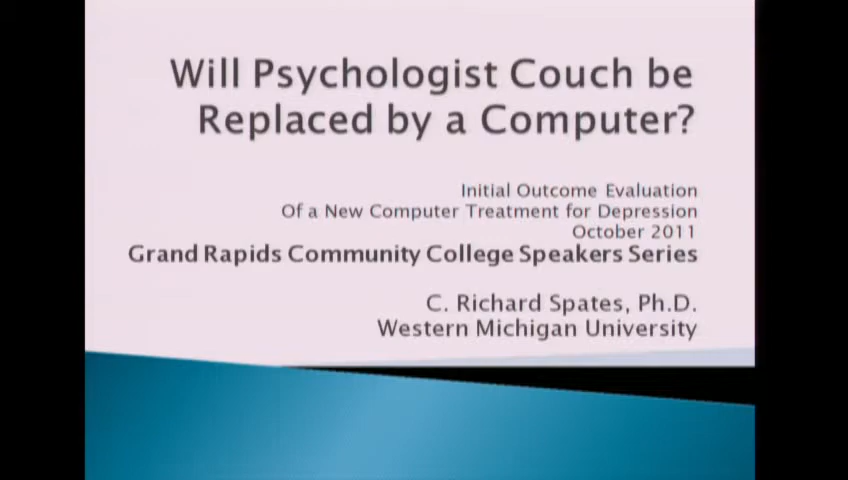 Will Psychologist Couch be
Replaced by a Computer?
Initial Outcome Evaluation
Of a New Computer Treatment for Depression
October 2011
Grand Rapids Community College Speakers Series
C. Richard Spates, Ph.D.
Western Michigan University